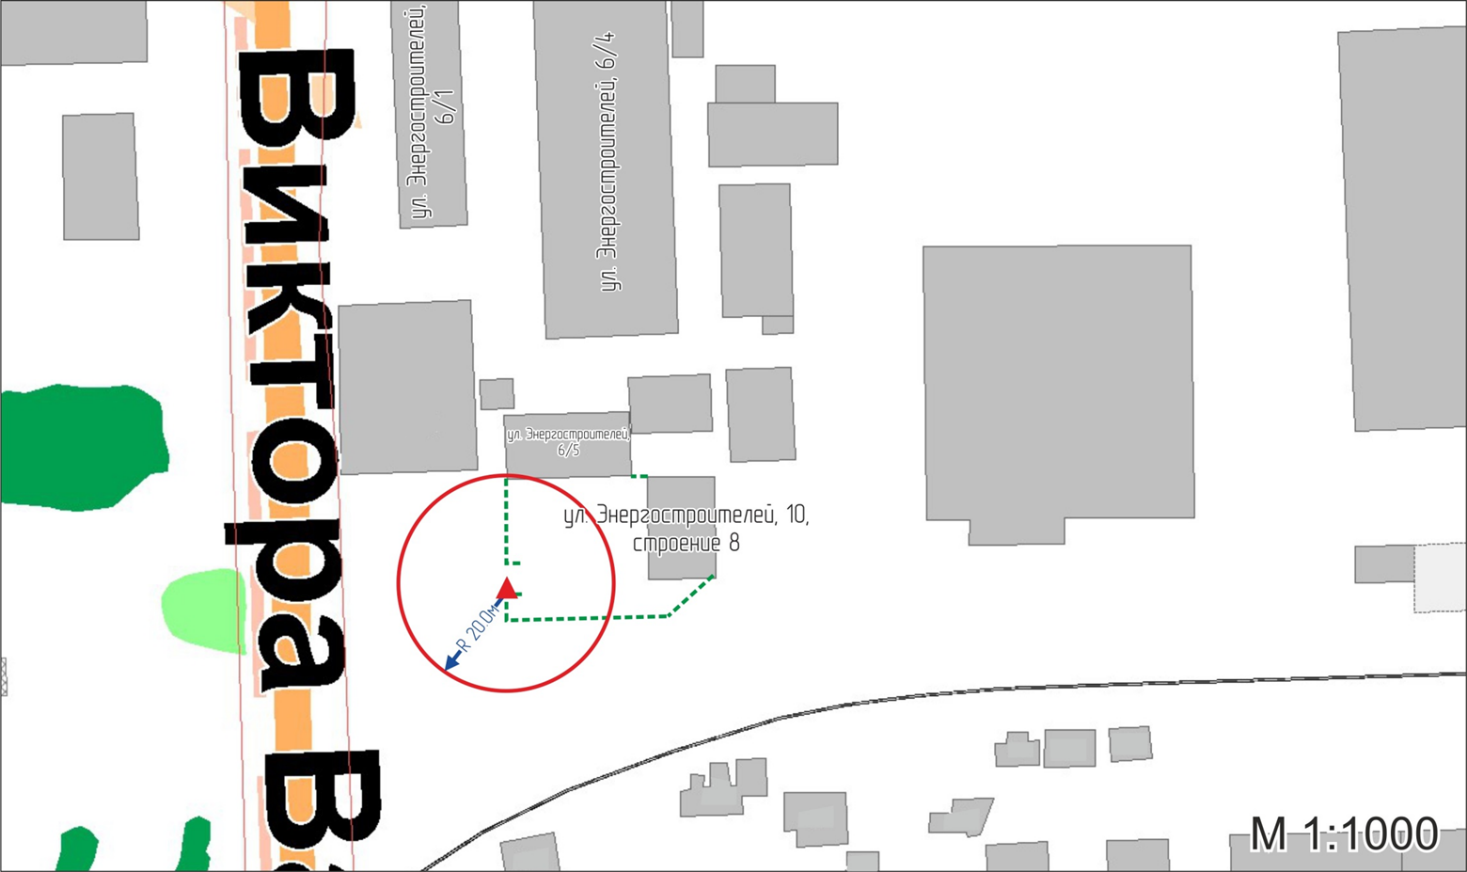 ул. Энергостроителей,
6/1
ул. Энергостроителей, 6/4
Виктора
ул. Энергостроителей,
6/5
ул. Энергостроителей, 10,
строение 8
R 20.0м
М 1:1000